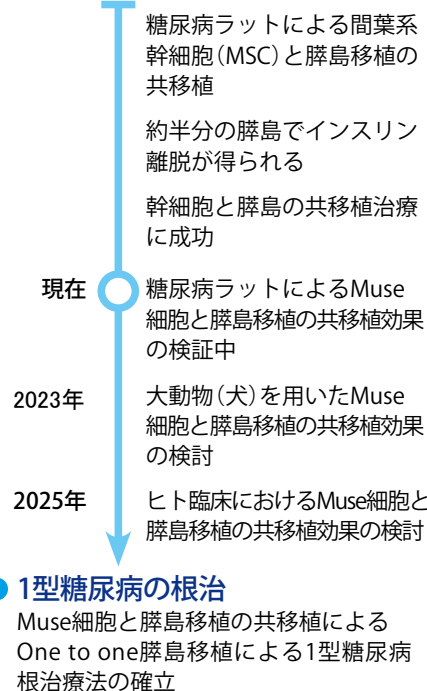 糖尿病ラットによる間葉系
幹細胞（MSC）と膵島移植の
共移植
約半分の膵島でインスリン
離脱が得られる
幹細胞と膵島の共移植治療
に成功
現在
糖尿病ラットによるMuse
細胞と膵島移植の共移植効果
の検証中
2023年
大動物（犬）を用いたMuse
細胞と膵島移植の共移植効果
の検討
2025年
ヒト臨床におけるMuse細胞と
膵島移植の共移植効果の検討
1型糖尿病の根治
Muse細胞と膵島移植の共移植による
One to one膵島移植による1型糖尿病
根治療法の確立